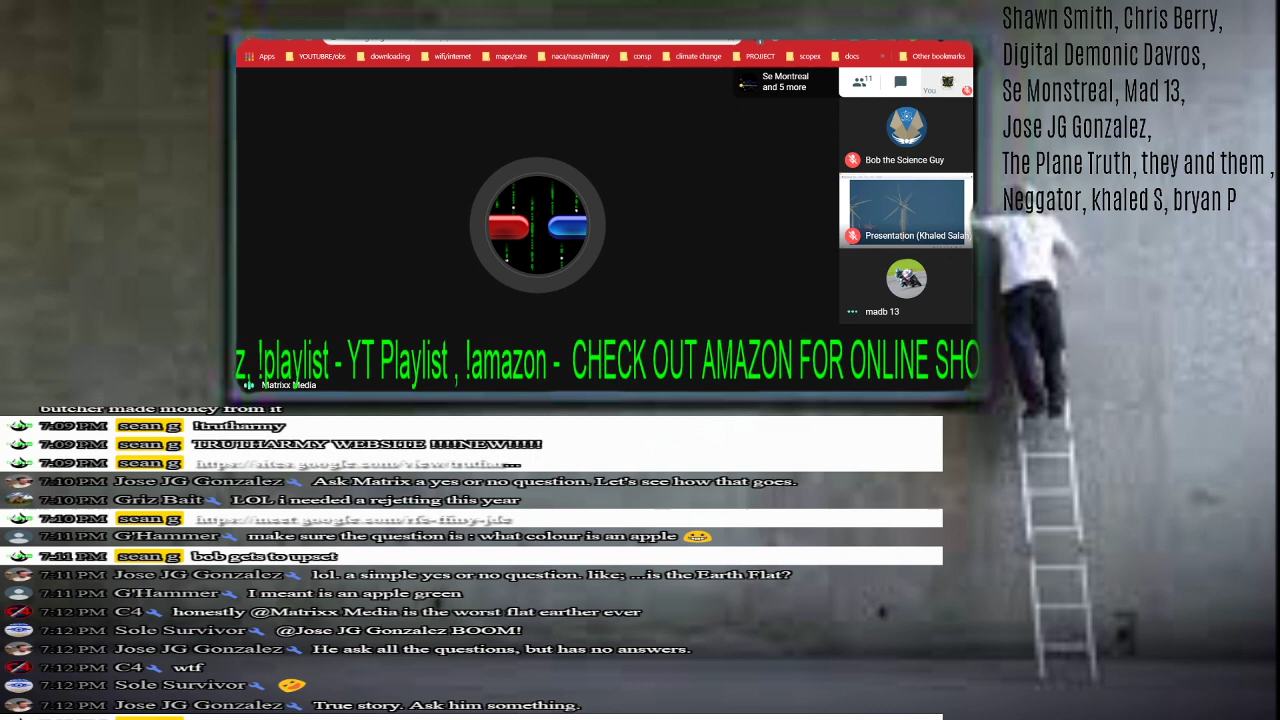 Shawn Smith, Chris Berry,
Digital Demonic Davros,
Se Monstreal, Mad 13,
Jose JG Gonzalez,
The Plane Truth, they and them ,
Neggator, khaled S, bryan P
Apps YOUTUBRE/obs downloading wifi/internet maps/sate naca/nasa/militrary consp climate change PROJECT scopex docs » Other bookmarks
Se Montreal
and 5 more
11
You
Bob the Science Guy
Presentation (Khaled Salah
madb 13
z, !playlist - YT Playlist , !amazon - CHECK OUT AMAZON FOR ONLINE SHO
Matrixx Media
butcher made money from it
7:09 PM sean g !trutharmy
7:09 PM sean g TRUTHARMY WEBSITE !!!!NEW!!!!!
7:09 PM sean g https://sites.google.com/view/truthar...
7:10 PM Jose JG Gonzalez Ask Matrix a yes or no question. Let's see how that goes.
7:10 PM Griz Bait LOL i needed a rejetting this year
7:10 PM sean g
7:11 PM G'Hammer make sure the question is : what colour is an apple 😄
7:11 PM sean g bob gets to upset
7:11 PM Jose JG Gonzalez lol. a simple yes or no question. like; ...is the Earth Flat?
7:11 PM G'Hammer I meant is an apple green
7:12 PM C4 honestly @Matrixx Media is the worst flat earther ever
7:12 PM Sole Survivor @Jose JG Gonzalez BOOM!
7:12 PM Jose JG Gonzalez He ask all the questions, but has no answers.
7:12 PM C4 wtf
7:12 PM Sole Survivor
7:12 PM Jose JG Gonzalez True story. Ask him something.